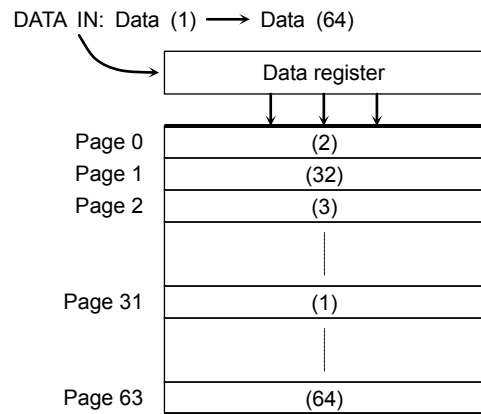 DATA IN: Data (1) Data (64)
Data register
Page 0 (2)
Page 1 (32)
Page 2 (3)
Page 31 (1)
Page 63 (64)